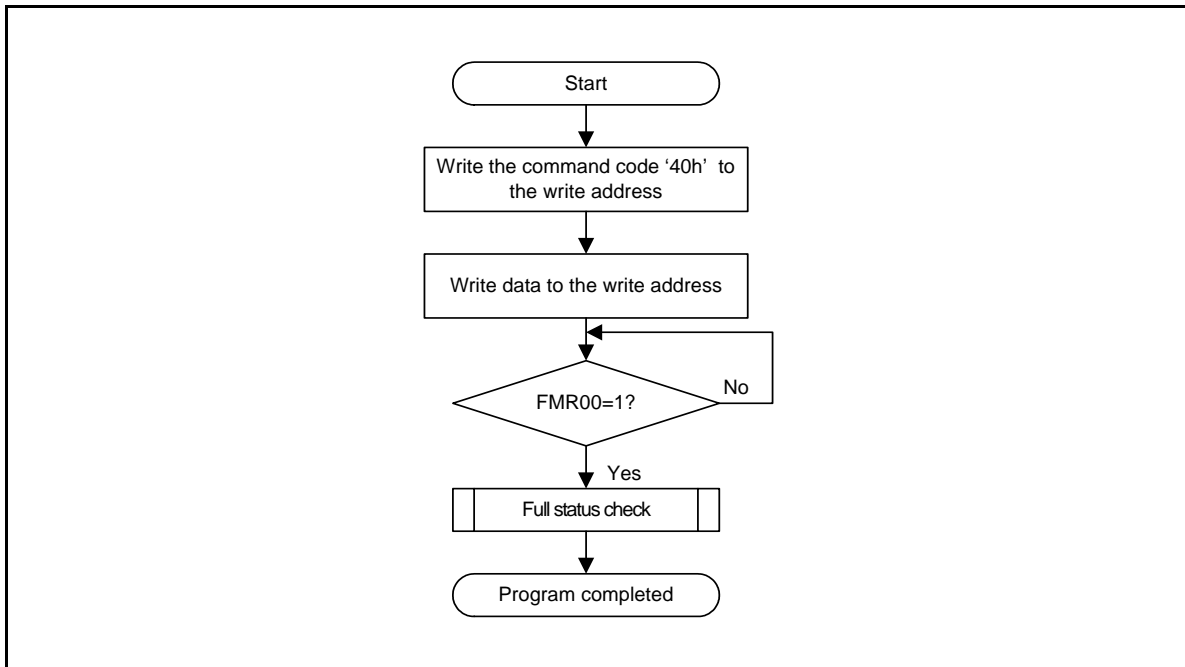 Start
Write the command code ‘40h’ to
the write address
Write data to the write address
No
FMR00=1?
Yes
Full status check
Program completed